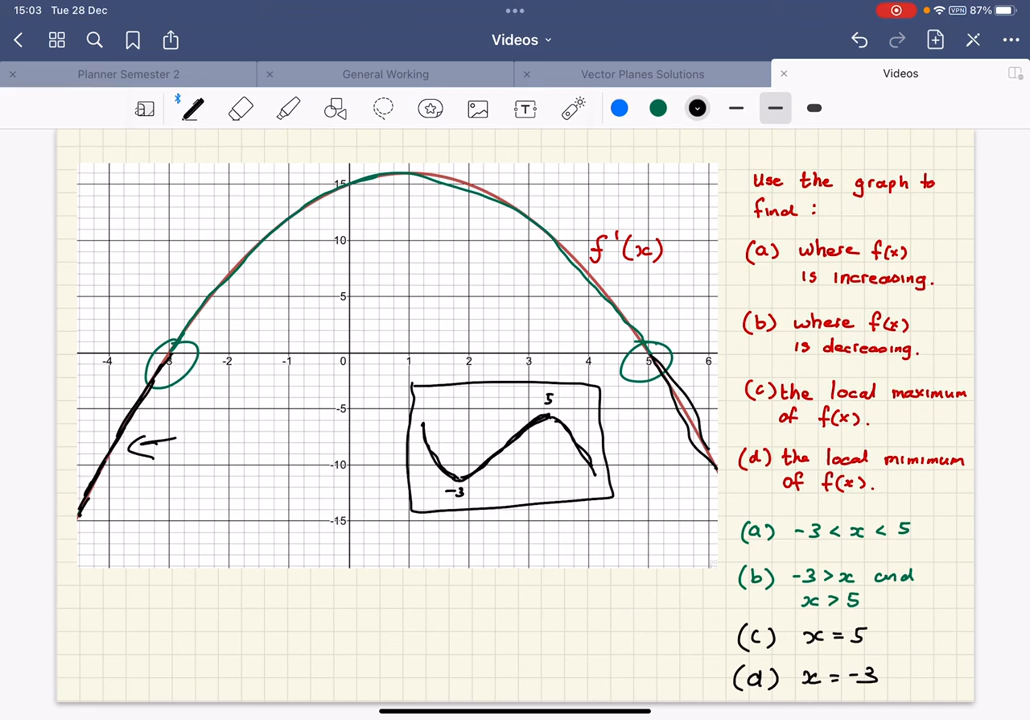 15:03 Tue 28 Dec
VPN 87%
Videos
Planner Semester 2
General Working
Vector Planes Solutions
Videos
T
15
10
5
-4
-2
-1
0
2
3
4
5
6
-5
-10
-15
f'(x)
5
-3
Use the graph to
find :
(a) where f(x)
is increasing.
(b) where f(x)
is decreasing.
(c) the local maximum
of f(x).
(d) the local mimimum
of f(x).
(a) -3 < x < 5
(b) -3 > x and
x > 5
(c) x = 5
(d) x = -3